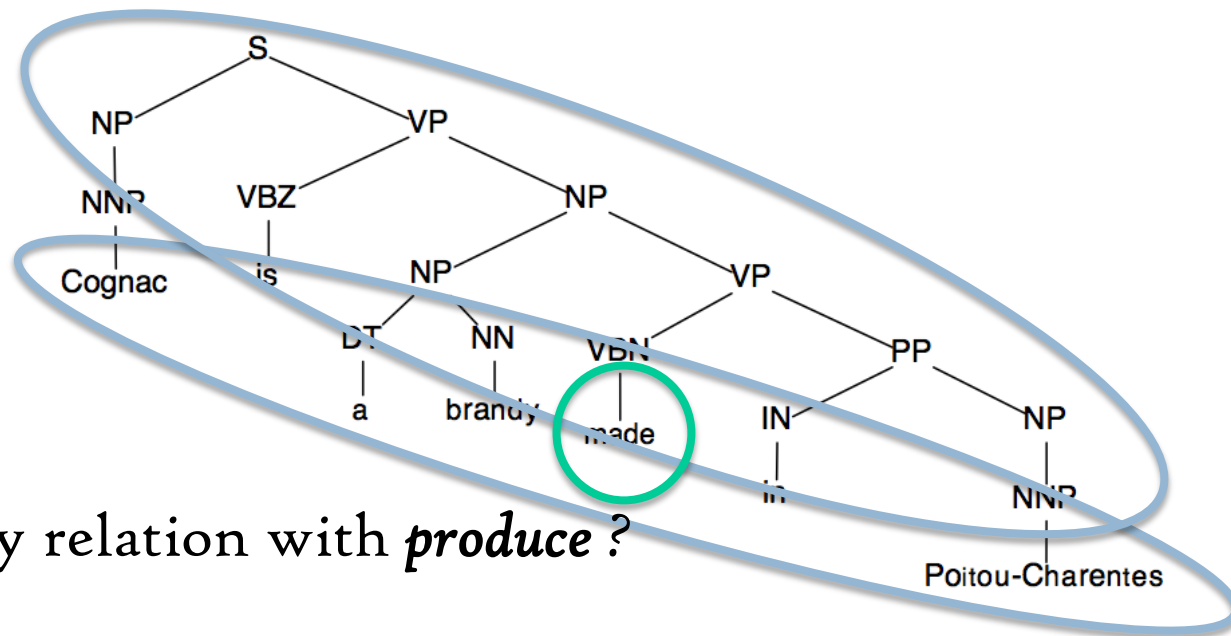 S
NP VP
NNP VBZ NP
Cognac is NP VP
DT NN VBN PP
a brandy made IN NP
in NNP
y relation with produce ?
Poitou-Charentes